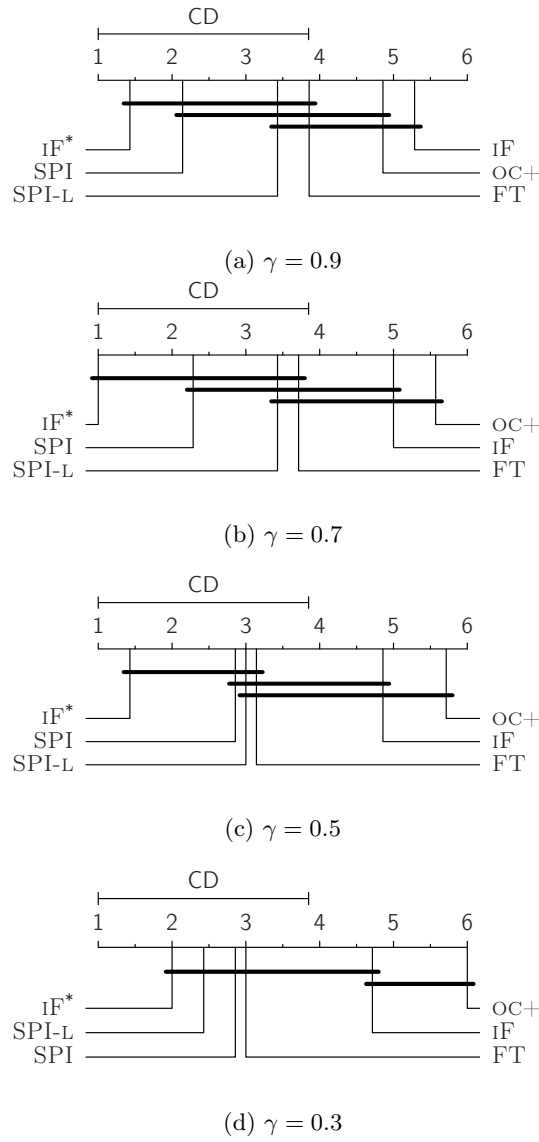 CD
1 2 3 4 5 6
IF* IF
SPI OC+
SPI-L FT
(a) γ = 0.9
CD
1 2 3 4 5 6
IF* OC+
SPI IF
SPI-L FT
(b) γ = 0.7
CD
1 2 3 4 5 6
IF* OC+
SPI IF
SPI-L FT
(c) γ = 0.5
CD
1 2 3 4 5 6
IF* OC+
SPI-L IF
SPI FT
(d) γ = 0.3